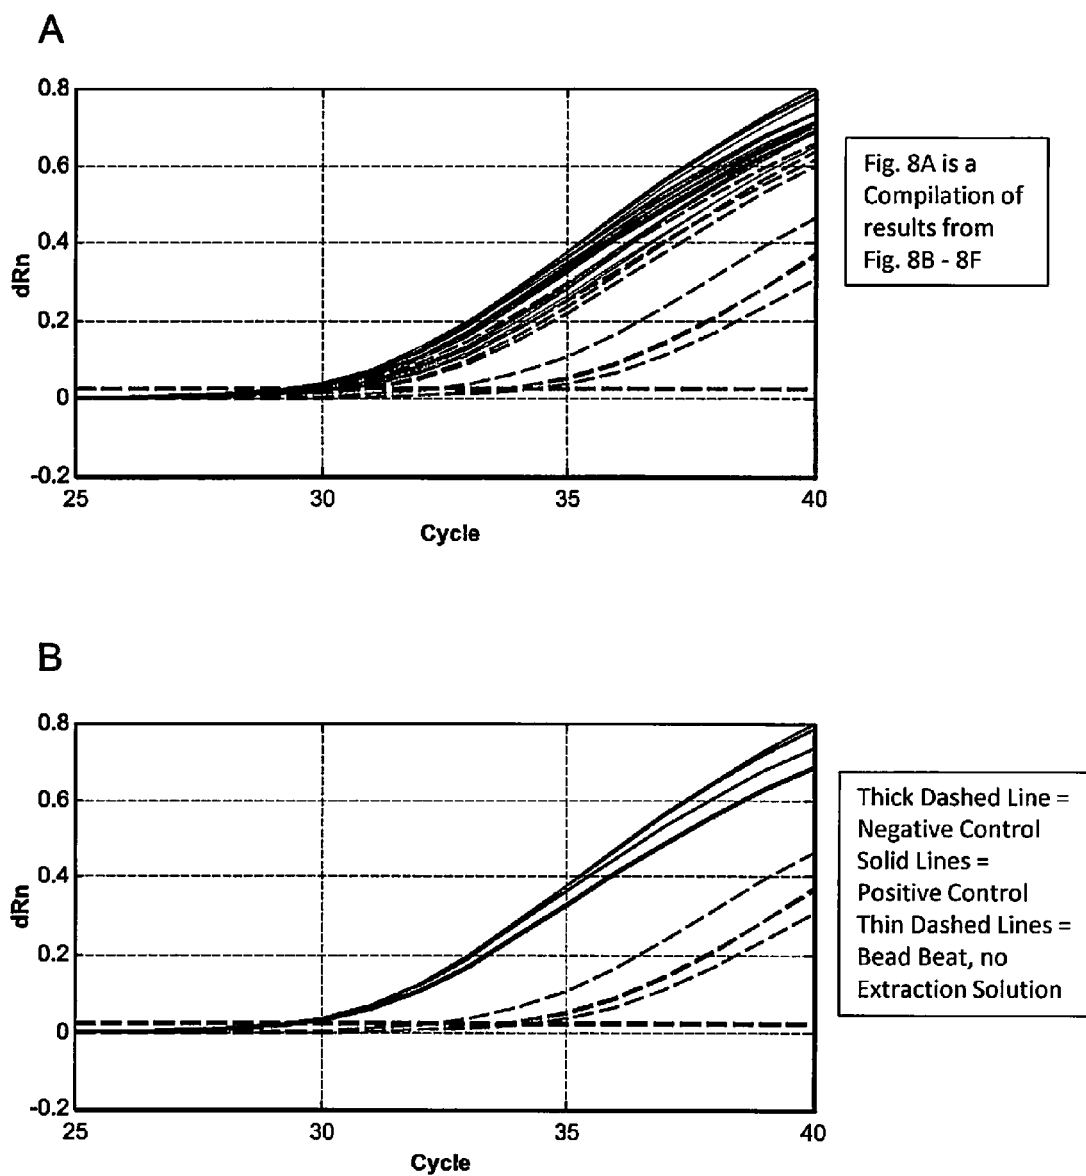 A
0.8
0.6
0.4
0.2
0
-0.2
dRn
25 30 35 40
Cycle
Fig. 8A is a
Compilation of
results from
Fig. 8B - 8F
B
0.8
0.6
0.4
0.2
0
-0.2
dRn
25 30 35 40
Cycle
Thick Dashed Line =
Negative Control
Solid Lines =
Positive Control
Thin Dashed Lines =
Bead Beat, no
Extraction Solution